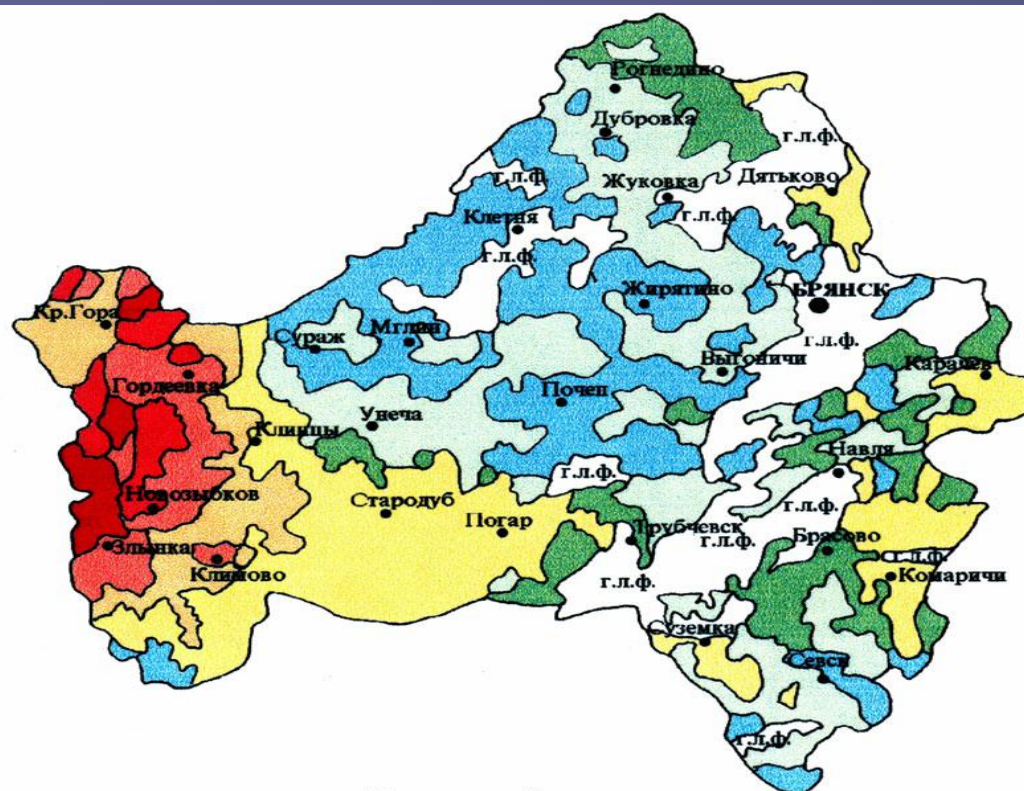 Рогнедино
Дубровка
г.л.ф.
г.л.ф.
Жуковка
Дятьково
Клетня
г.л.ф.
г.л.ф.
Жирятино
БРЯНСК
Кр.Гора
Сураж
Мглин
г.л.ф.
Выгоничи
Карачев
Гордеевка
Почеп
Унеча
Клинцы
Навля
г.л.ф.
Новозыбков
Стародуб
Погар
г.л.ф.
Трубчевск
г.л.ф.
Брасово
Злынка
г.л.ф.
Климово
г.л.ф.
Комаричи
Суземка
Севск
г.л.ф.